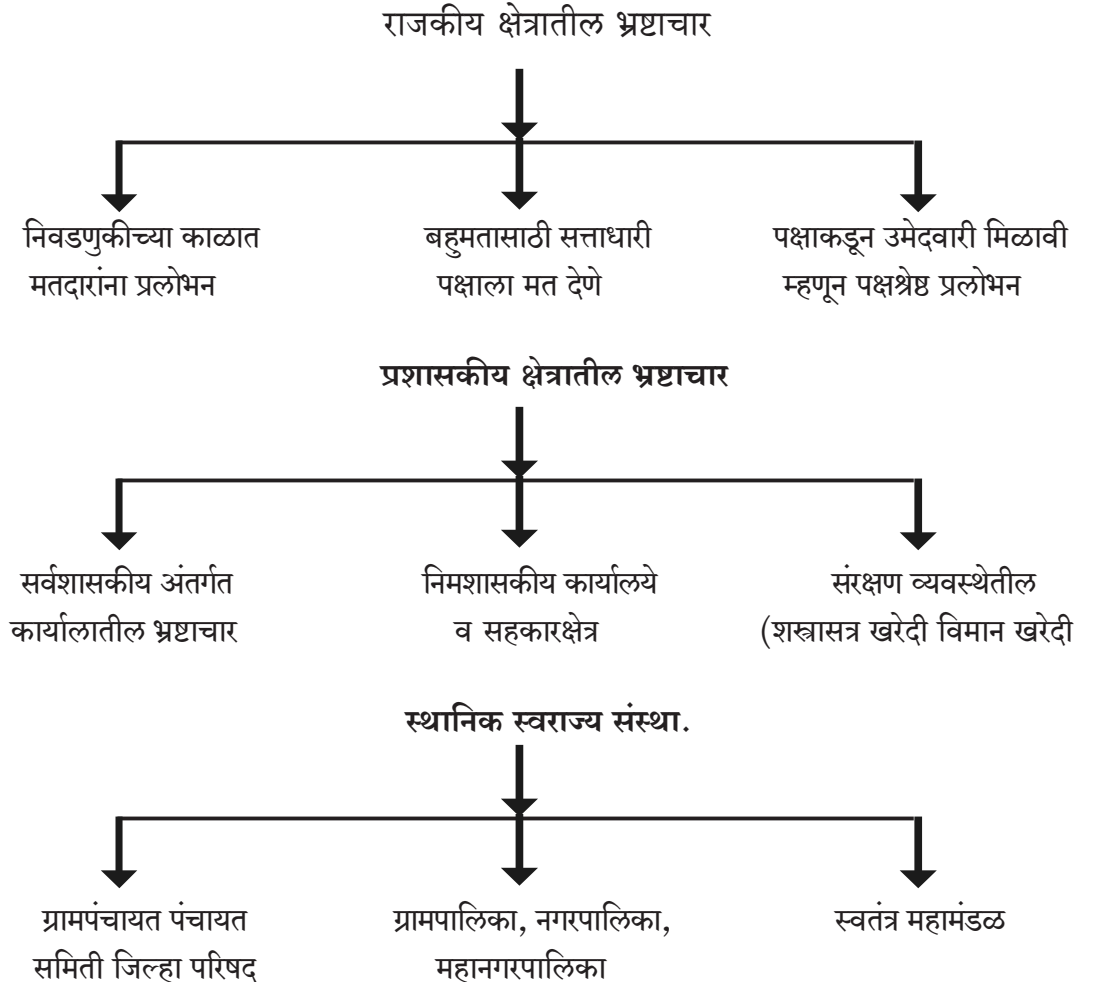 राजकीय क्षेत्रातील भ्रष्टाचार
निवडणुकीच्या काळात
मतदारांना प्रलोभन
बहुमतासाठी सत्ताधारी
पक्षाला मत देणे
पक्षाकडून उमेदवारी मिळावी
म्हणून पक्षश्रेष्ठ प्रलोभन
प्रशासकीय क्षेत्रातील भ्रष्टाचार
सर्वशासकीय अंतर्गत
कार्यालातील भ्रष्टाचार
निमशासकीय कार्यालये
व सहकारक्षेत्र
संरक्षण व्यवस्थेतील
(शस्त्रासत्र खरेदी विमान खरेदी
स्थानिक स्वराज्य संस्था.
ग्रामपंचायत पंचायत
समिती जिल्हा परिषद
ग्रामपालिका, नगरपालिका,
महानगरपालिका
स्वतंत्र महामंडळ